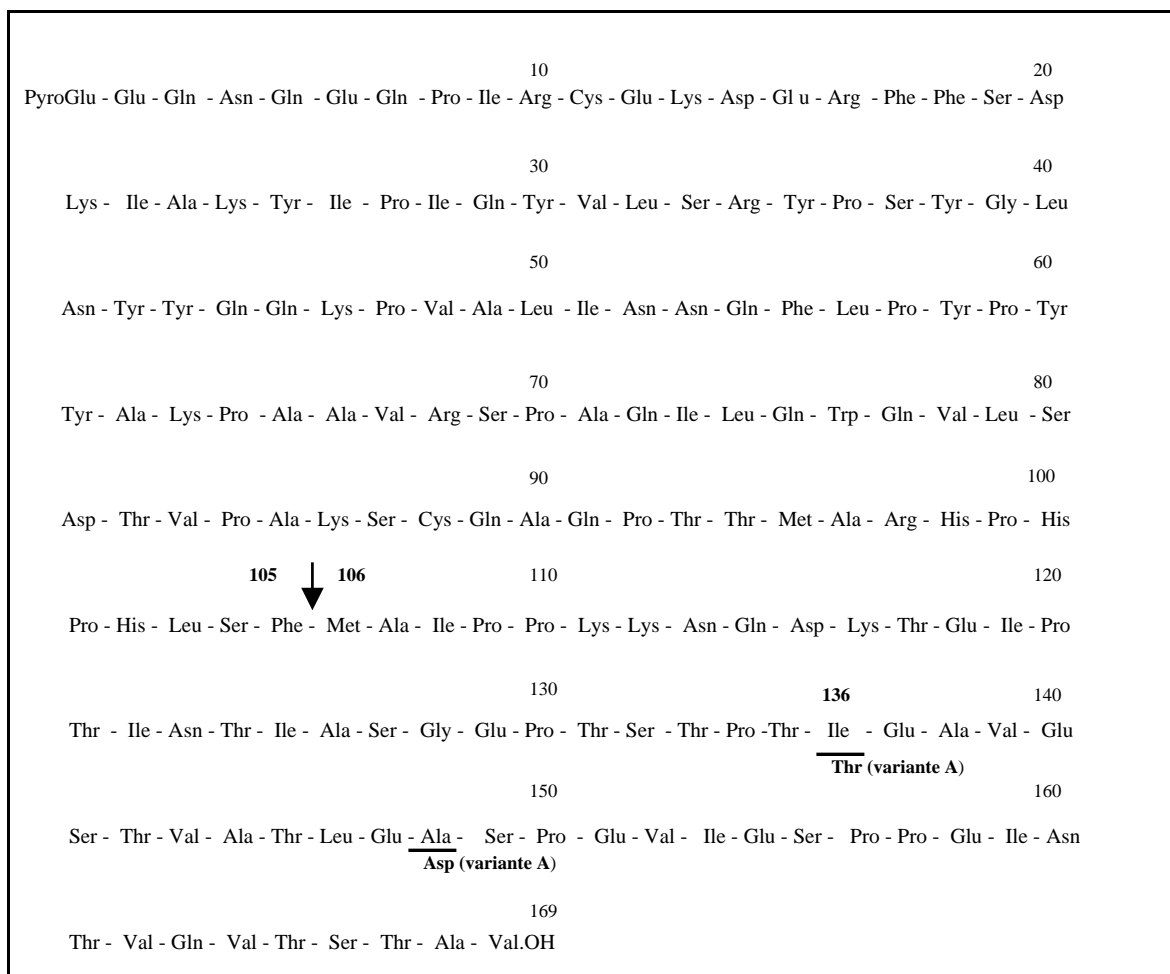 10 20
PyroGlu - Glu - Gln - Asn - Gln - Glu - Gln - Pro - Ile - Arg - Cys - Glu - Lys - Asp - Gl u - Arg - Phe - Phe - Ser - Asp
30 40
Lys - Ile - Ala - Lys - Tyr - Ile - Pro - Ile - Gln - Tyr - Val - Leu - Ser - Arg - Tyr - Pro - Ser - Tyr - Gly - Leu
50 60
Asn - Tyr - Tyr - Gln - Gln - Lys - Pro - Val - Ala - Leu - Ile - Asn - Asn - Gln - Phe - Leu - Pro - Tyr - Pro - Tyr
70 80
Tyr - Ala - Lys - Pro - Ala - Ala - Val - Arg - Ser - Pro - Ala - Gln - Ile - Leu - Gln - Trp - Gln - Val - Leu - Ser
90 100
Asp - Thr - Val - Pro - Ala - Lys - Ser - Cys - Gln - Ala - Gln - Pro - Thr - Thr - Met - Ala - Arg - His - Pro - His
105 106 110 120
Pro - His - Leu - Ser - Phe - Met - Ala - Ile - Pro - Pro - Lys - Lys - Asn - Gln - Asp - Lys - Thr - Glu - Ile - Pro
130 136 140
Thr - Ile - Asn - Thr - Ile - Ala - Ser - Gly - Glu - Pro - Thr - Ser - Thr - Pro -Thr - Ile - Glu - Ala - Val - Glu
Thr (variante A)
150 160
Ser - Thr - Val - Ala - Thr - Leu - Glu - Ala - Ser - Pro - Glu - Val - Ile - Glu - Ser - Pro - Pro - Glu - Ile - Asn
Asp (variante A)
169
Thr - Val - Gln - Val - Thr - Ser - Thr - Ala - Val.OH